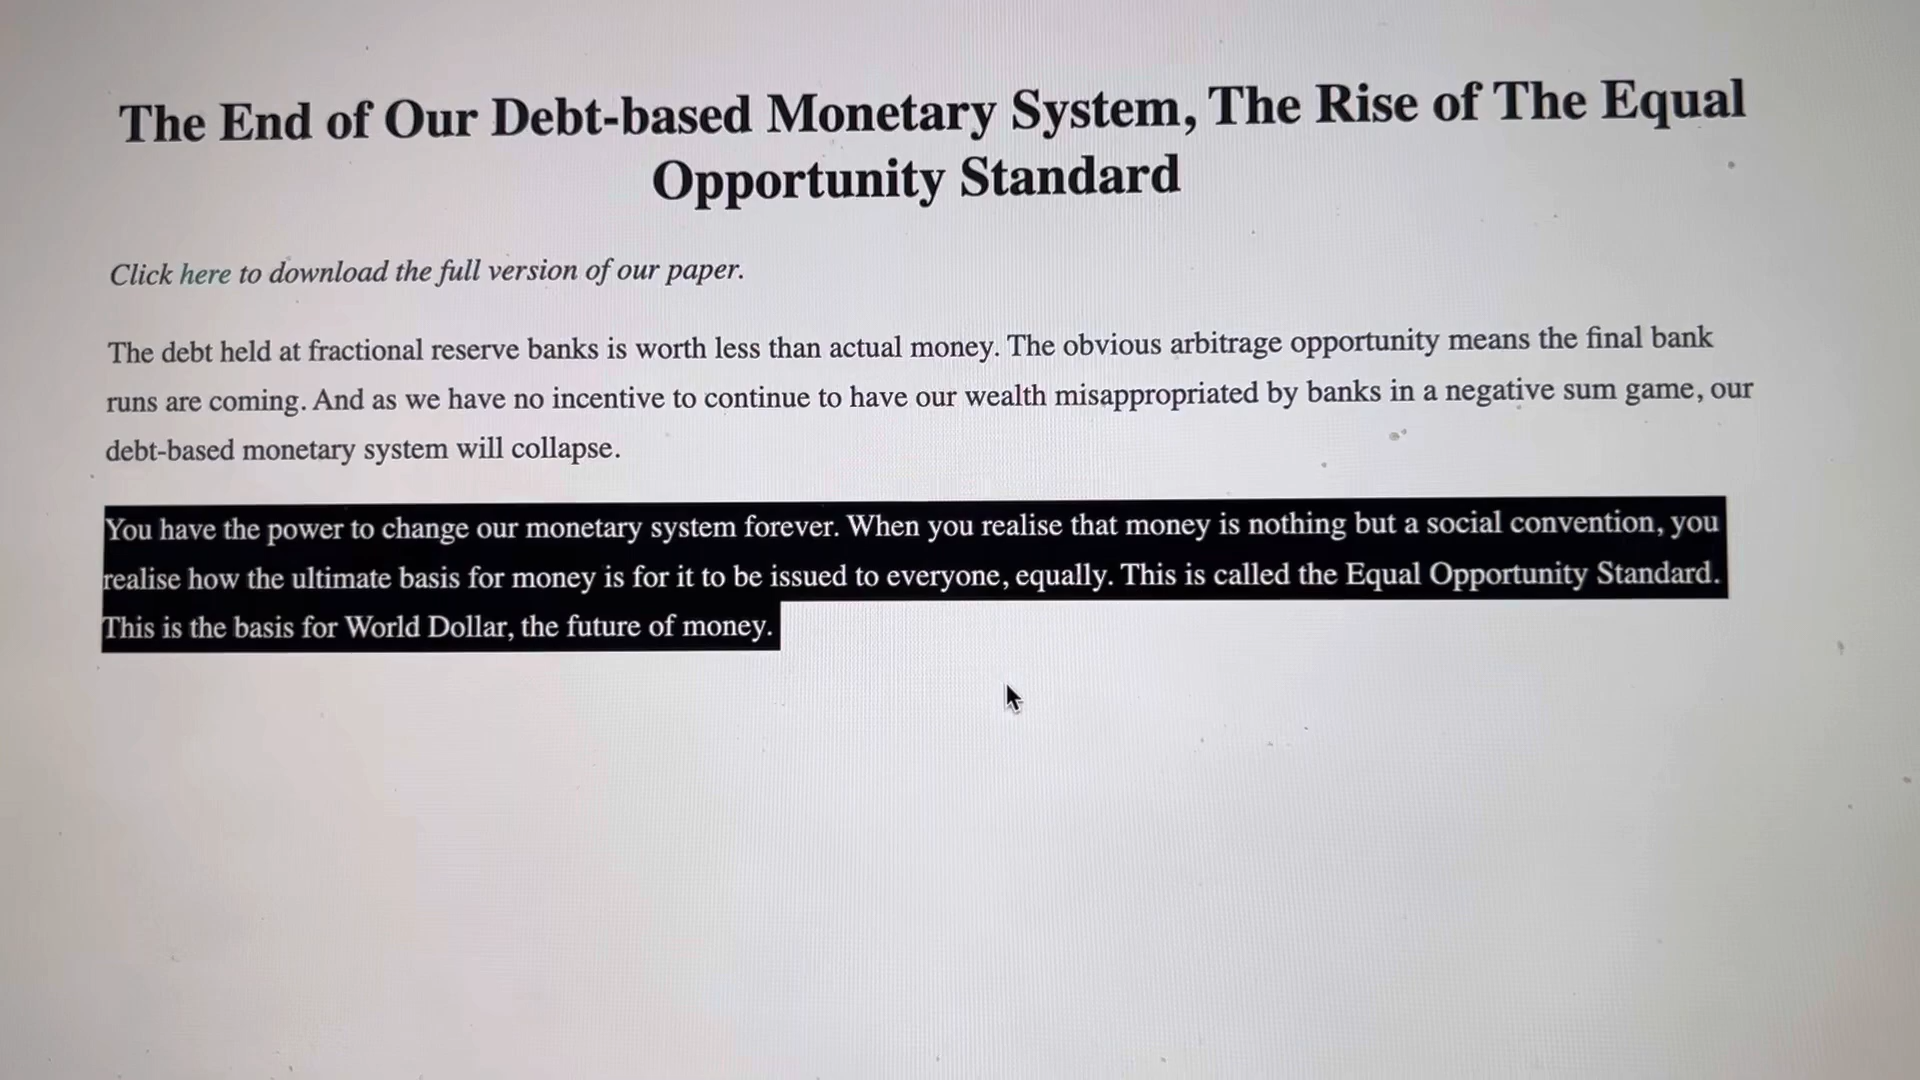 The End of Our Debt-based Monetary System, The Rise of The Equal
Opportunity Standard
Click here to download the full version of our paper.
The debt held at fractional reserve banks is worth less than actual money. The obvious arbitrage opportunity means the final bank
runs are coming. And as we have no incentive to continue to have our wealth misappropriated by banks in a negative sum game, our
debt-based monetary system will collapse.
You have the power to change our monetary system forever. When you realise that money is nothing but a social convention, you
realise how the ultimate basis for money is for it to be issued to everyone, equally. This is called the Equal Opportunity Standard.
This is the basis for World Dollar, the future of money.